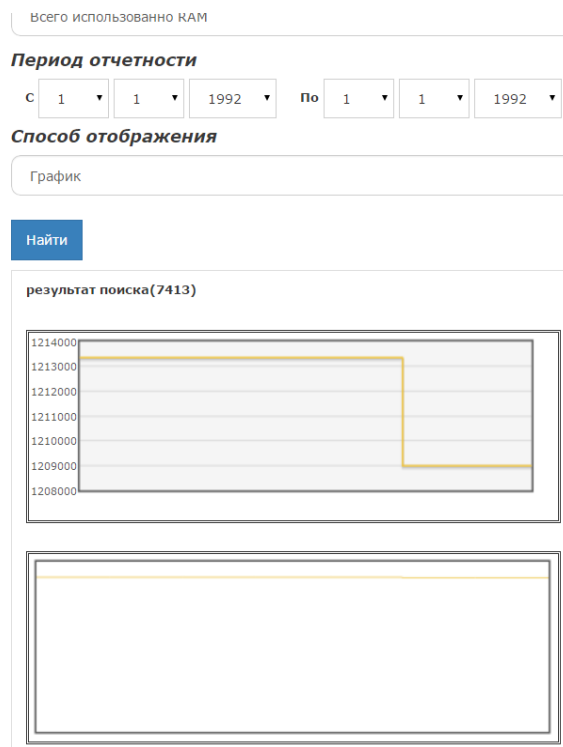 Всего использованно RAM
Период отчетности
С 1 1 1992 По 1 1 1992
Способ отображения
График
Найти
результат поиска(7413)
1214000
1213000
1212000
1211000
1210000
1209000
1208000